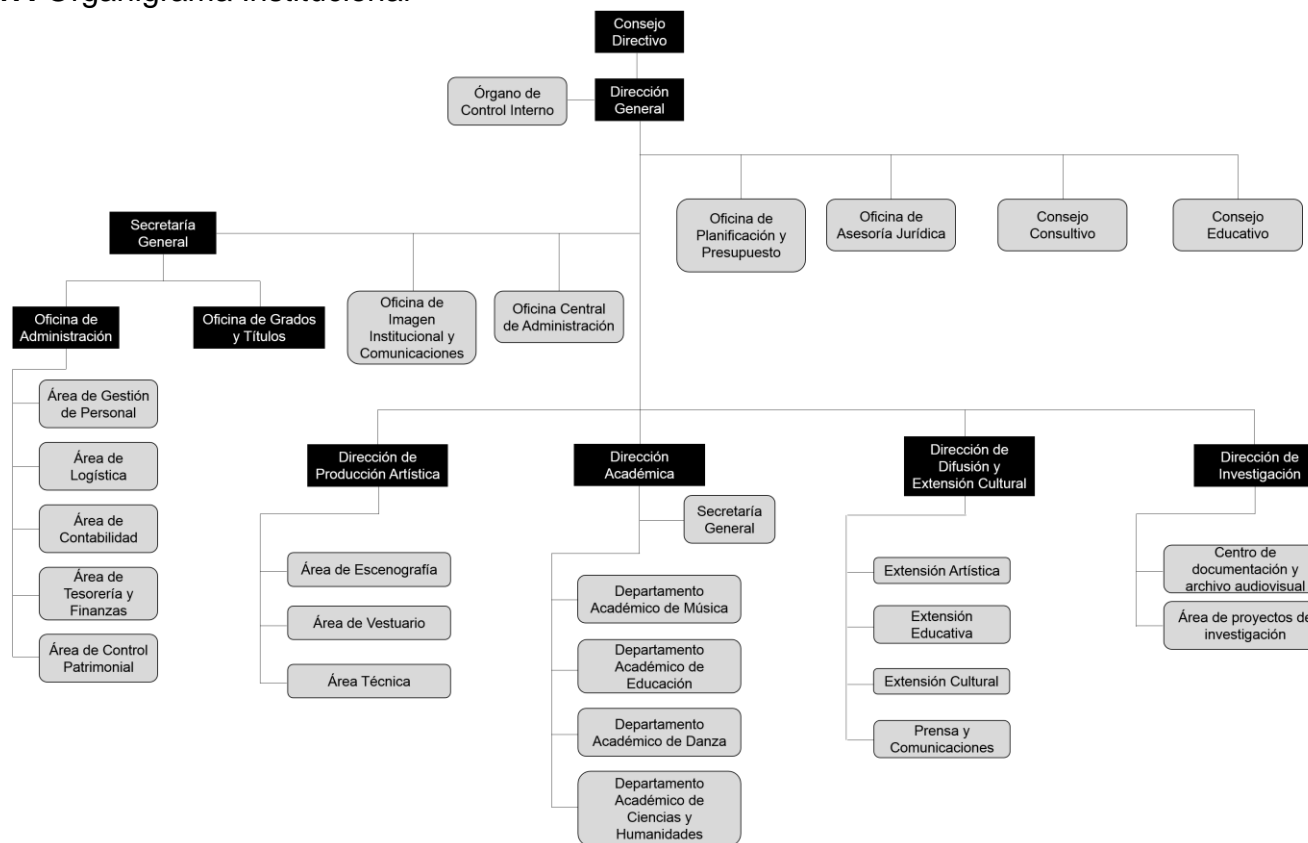 Organigrama Institucional
Consejo
Directivo
Órgano de
Control Interno
Dirección
General
Oficina de
Planificación y
Presupuesto
Oficina de
Asesoría Jurídica
Consejo
Consultivo
Consejo
Educativo
Secretaría
General
Oficina de
Administración
Oficina de Grados
y Títulos
Oficina de
Imagen
Institucional y
Comunicaciones
Oficina Central
de Administración
Área de Gestión
de Personal
Área de
Logística
Área de
Contabilidad
Área de
Tesorería y
Finanzas
Área de Control
Patrimonial
Dirección de
Producción Artística
Área de Escenografía
Área de Vestuario
Área Técnica
Dirección
Académica
Secretaría
General
Departamento
Académico de Música
Departamento
Académico de
Educación
Departamento
Académico de Danza
Departamento
Académico de
Ciencias y
Humanidades
Dirección de
Difusión y
Extensión Cultural
Extensión Artística
Extensión
Educativa
Extensión Cultural
Prensa y
Comunicaciones
Dirección de
Investigación
Centro de
documentación y
archivo audiovisual
Área de proyectos de
investigación